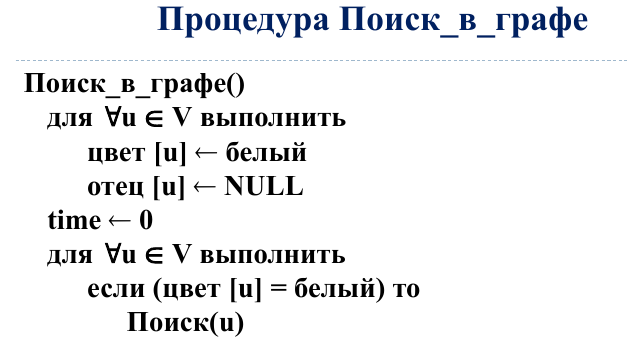 Процедура Поиск_в_графе
Поиск_в_графе()
для ∀u ∈ V выполнить
цвет [u] ← белый
отец [u] ← NULL
time ← 0
для ∀u ∈ V выполнить
если (цвет [u] = белый) то
Поиск(u)